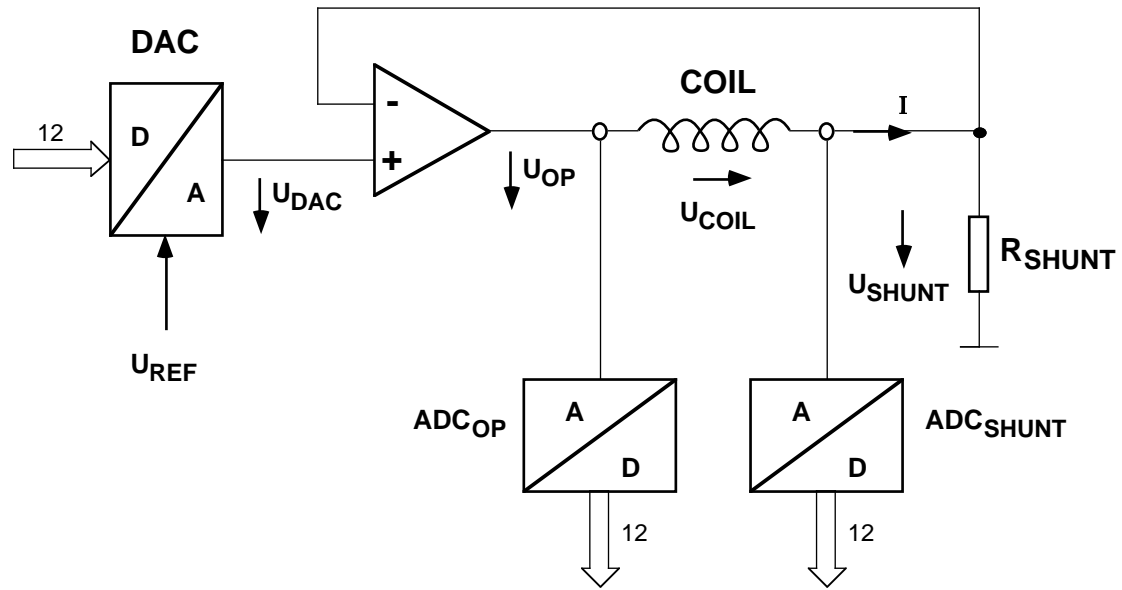 DAC
COIL
I
12
D
A
-
+
U_DAC
U_OP
U_COIL
U_SHUNT
R_SHUNT
U_REF
ADC_OP
A
D
A
D
ADC_SHUNT
12
12